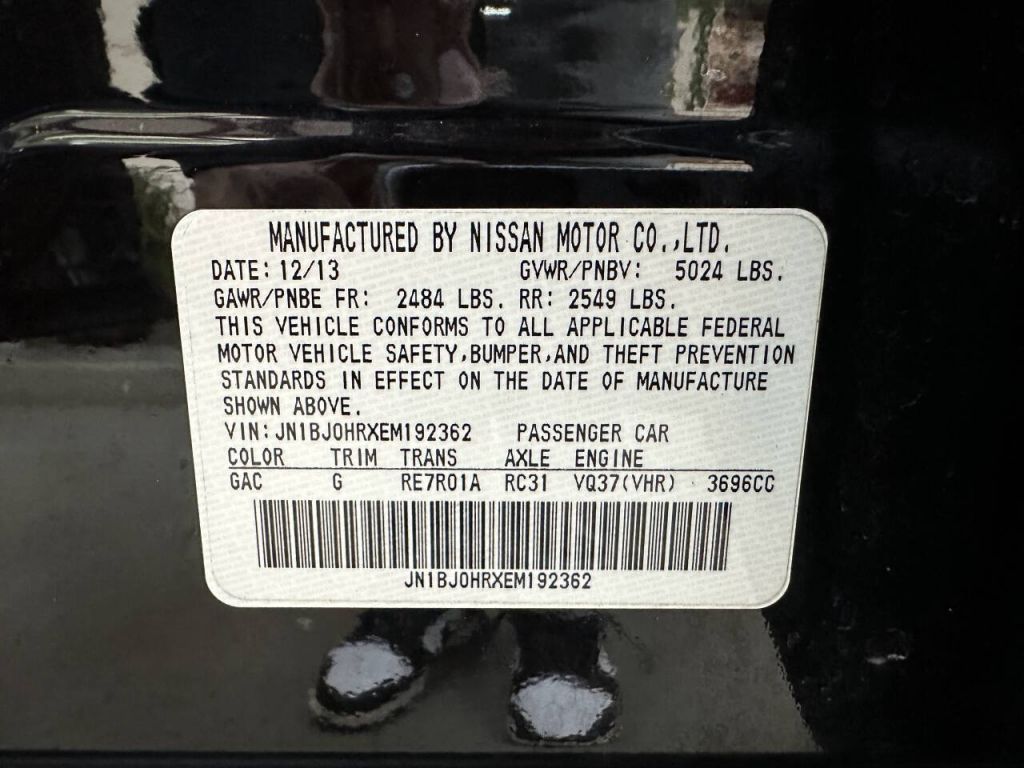 MANUFACTURED BY NISSAN MOTOR CO.,LTD.
DATE: 12/13 GVWR/PNBV: 5024 LBS.
GAWR/PNBE FR: 2484 LBS. RR: 2549 LBS.
THIS VEHICLE CONFORMS TO ALL APPLICABLE FEDERAL
MOTOR VEHICLE SAFETY,BUMPER,AND THEFT PREVENTION
STANDARDS IN EFFECT ON THE DATE OF MANUFACTURE
SHOWN ABOVE.
VIN: JN1BJ0HRXEM192362 PASSENGER CAR
COLOR TRIM TRANS AXLE ENGINE
GAC G RE7R01A RC31 VQ37(VHR) 3696CC
JN1BJ0HRXEM192362